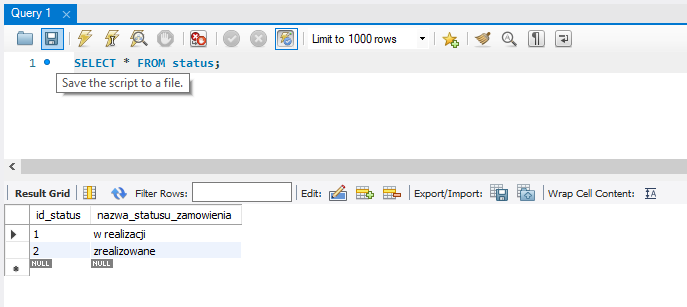 Query 1
Limit to 1000 rows
1 SELECT * FROM status;
Save the script to a file.
Result Grid Filter Rows: Edit: Export/Import: Wrap Cell Content:
id_status nazwa_statusu_zamowienia
1 w realizacji
2 zrealizowane
NULL NULL